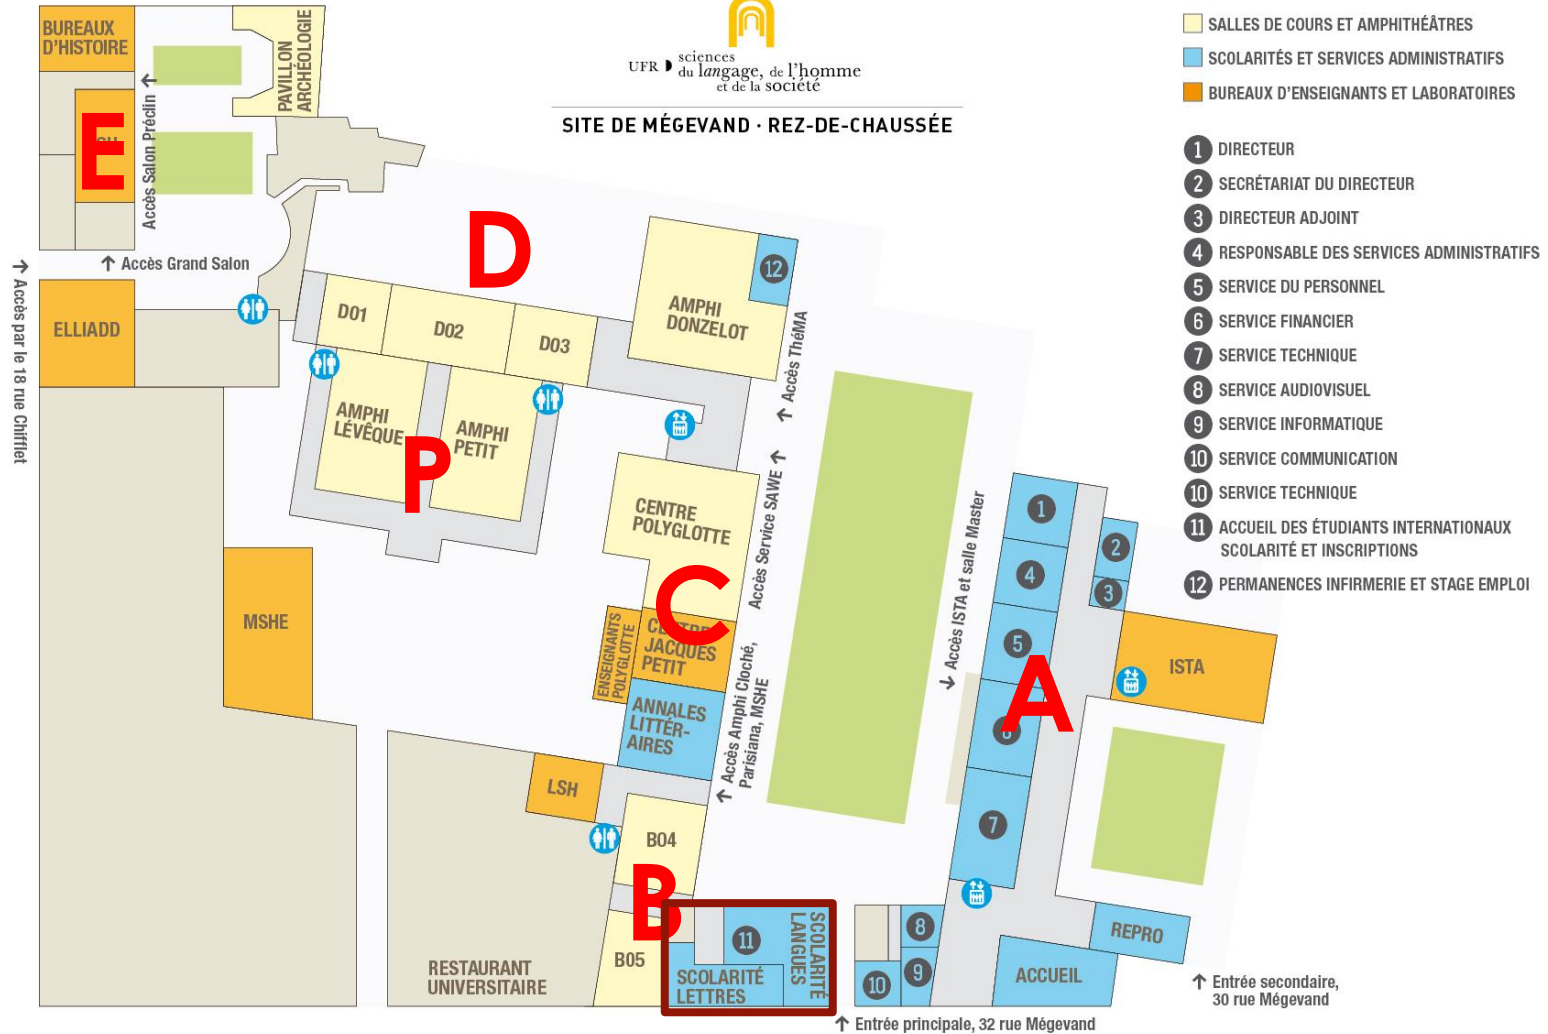 UFR sciences
du langage, de l'homme
et de la société
SITE DE MÉGEVAND · REZ-DE-CHAUSSÉE
SALLES DE COURS ET AMPHITHÉÂTRES
SCOLARITÉS ET SERVICES ADMINISTRATIFS
BUREAUX D'ENSEIGNANTS ET LABORATOIRES
1 DIRECTEUR
2 SECRÉTARIAT DU DIRECTEUR
3 DIRECTEUR ADJOINT
4 RESPONSABLE DES SERVICES ADMINISTRATIFS
5 SERVICE DU PERSONNEL
6 SERVICE FINANCIER
7 SERVICE TECHNIQUE
8 SERVICE AUDIOVISUEL
9 SERVICE INFORMATIQUE
10 SERVICE COMMUNICATION
10 SERVICE TECHNIQUE
11 ACCUEIL DES ÉTUDIANTS INTERNATIONAUX
SCOLARITÉ ET INSCRIPTIONS
12 PERMANENCES INFIRMERIE ET STAGE EMPLOI
BUREAUX
D'HISTOIRE
PAVILLON
ARCHÉOLOGIE
E
↑ Accès Salon Préclin
↑ Accès Grand Salon
↑ Accès par le 18 rue Chifflet
ELLIADD
D
D01
D02
D03
AMPHI
DONZELOT
12
↑ Accès ThéMA
AMPHI
LÉVÊQUE
AMPHI
PETIT
P
CENTRE
POLYGLOTTE
↑ Accès Service SAWE
C
ENSEIGNANTS
POLYGLOTTE
CENTRE
JACQUES
PETIT
ANNALES
LITTÉR-
AIRES
↑ Accès Amphi Cloché,
Parisiana, MSHE
MSHE
LSH
B04
B
B05
RESTAURANT
UNIVERSITAIRE
11
SCOLARITÉ
LANGUES
SCOLARITÉ
LETTRES
↓ Accès ISTA et salle Master
1
2
3
4
5
A
6
7
ISTA
8
9
10
ACCUEIL
REPRO
↑ Entrée secondaire,
30 rue Mégevand
↑ Entrée principale, 32 rue Mégevand